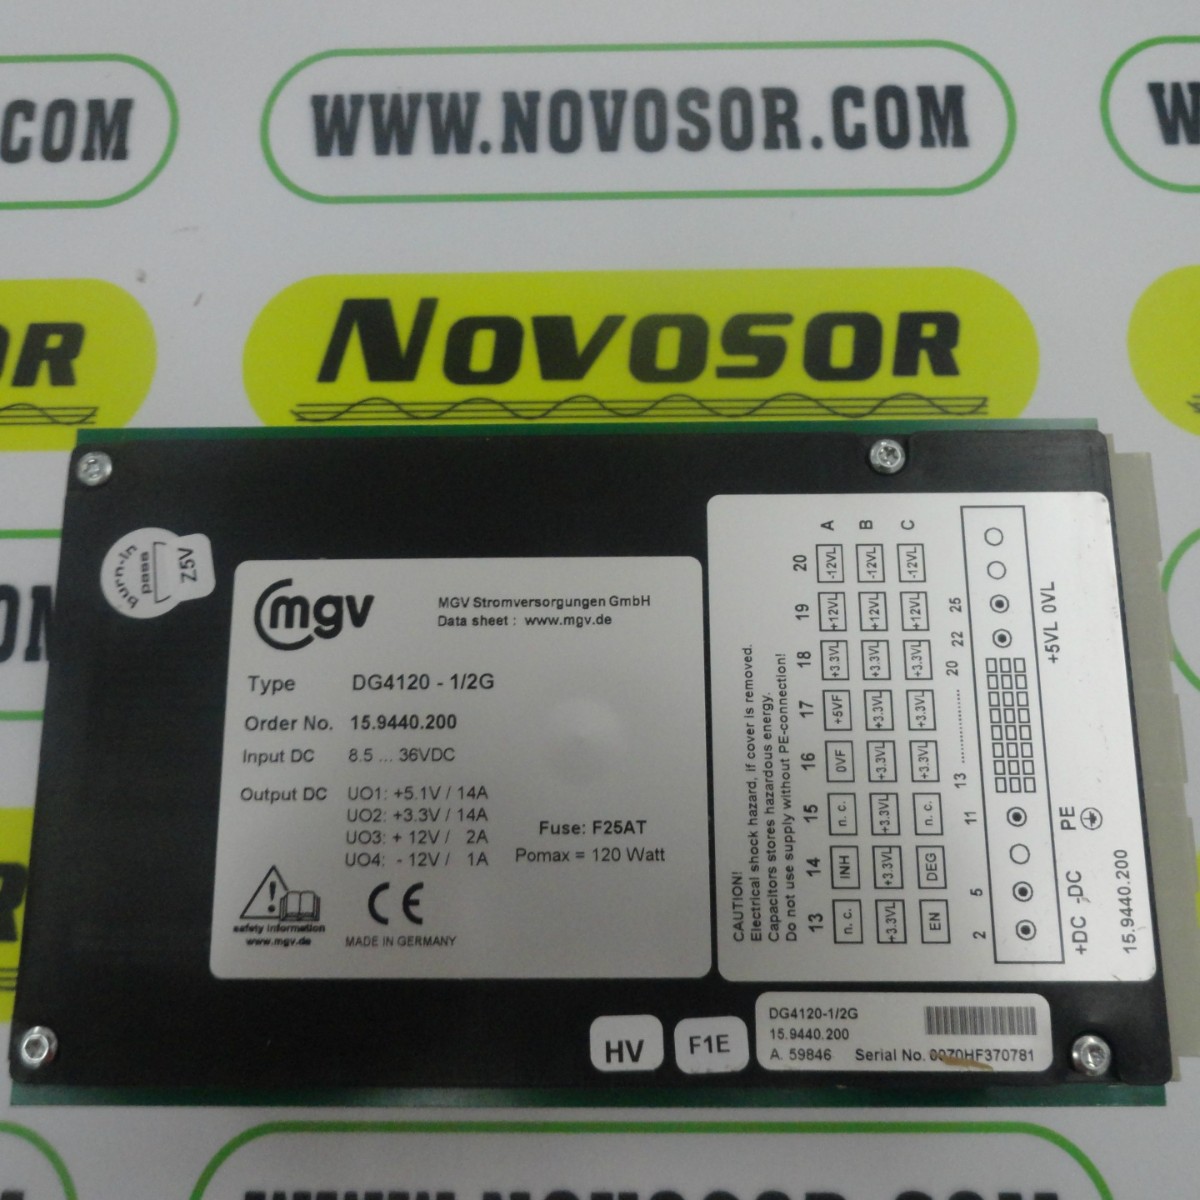 .COM
WWW.NOVOSOR.COM
W
OR
NOVOSOR
burn-in
pass
Z5V
mgv
MGV Stromversorgungen GmbH
Data sheet : www.mgv.de
Type DG4120 - 1/2G
Order No. 15.9440.200
Input DC 8.5 ... 36VDC
Output DC UO1: +5.1V / 14A
UO2: +3.3V / 14A
UO3: + 12V / 2A
UO4: - 12V / 1A
Fuse: F25AT
Pomax = 120 Watt
safety information
www.mgv.de
CE
MADE IN GERMANY
CAUTION!
Electrical shock hazard, if cover is removed.
Capacitors stores hazardous energy.
Do not use supply without PE-connection!
13 14 15 16 17 18 19 20
n. c. INH n. c. 0VF +5VF +3.3VL +12VL -12VL A
+3.3VL +3.3VL +3.3VL +3.3VL +3.3VL +3.3VL +12VL -12VL B
EN DEG n. c. +3.3VL +3.3VL +3.3VL +12VL -12VL C
2 5 11 13 .................. 20 22 25
+DC -DC PE +5VL 0VL
15.9440.200
HV
F1E
DG4120-1/2G
15.9440.200
A. 59846 Serial No. 0070HF370781
WWW.NOVOSOR.COM